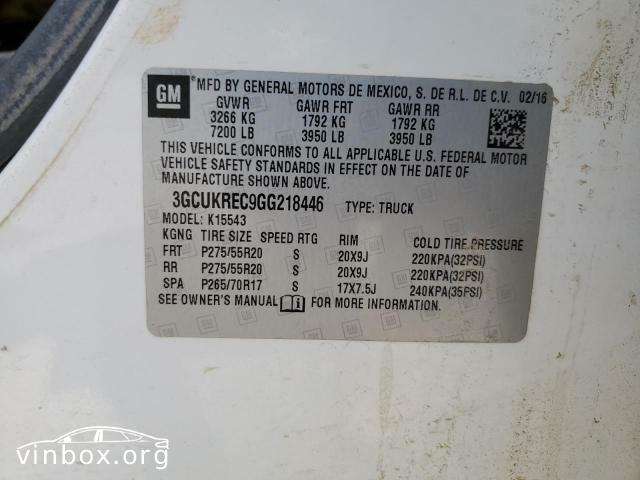 GM
MFD BY GENERAL MOTORS DE MEXICO, S. DE R.L. DE C.V. 02/16
GVWR GAWR FRT GAWR RR
3266 KG 1792 KG 1792 KG
7200 LB 3950 LB 3950 LB
THIS VEHICLE CONFORMS TO ALL APPLICABLE U.S. FEDERAL MOTOR
VEHICLE SAFETY STANDARDS IN EFFECT ON THE DATE OF
MANUFACTURE SHOWN ABOVE.
3GCUKREC9GG218446 TYPE: TRUCK
MODEL: K15543
KGNG TIRE SIZE SPEED RTG RIM COLD TIRE PRESSURE
FRT P275/55R20 S 20X9J 220KPA(32PSI)
RR P275/55R20 S 20X9J 220KPA(32PSI)
SPA P265/70R17 S 17X7.5J 240KPA(35PSI)
SEE OWNER'S MANUAL i FOR MORE INFORMATION.
vinbox.org